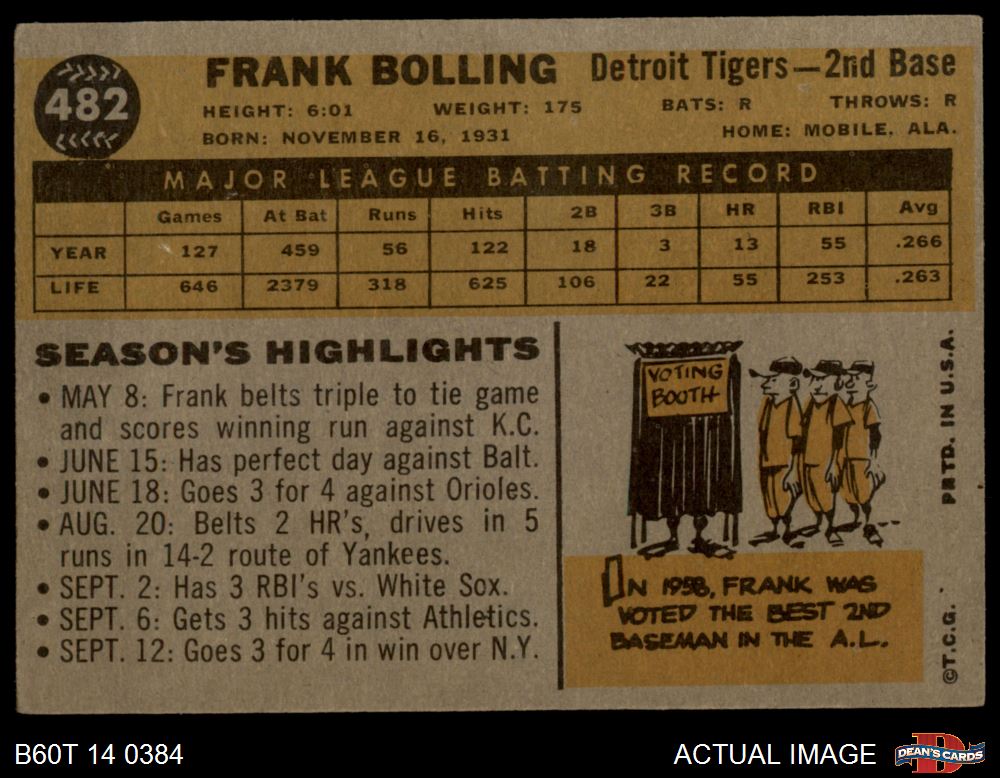 482
FRANK BOLLING Detroit Tigers—2nd Base
HEIGHT: 6:01 WEIGHT: 175 BATS: R THROWS: R
BORN: NOVEMBER 16, 1931 HOME: MOBILE, ALA.
MAJOR LEAGUE BATTING RECORD
Games At Bat Runs Hits 2B 3B HR RBI Avg
YEAR 127 459 56 122 18 3 13 55 .266
LIFE 646 2379 318 625 106 22 55 253 .263
SEASON'S HIGHLIGHTS
• MAY 8: Frank belts triple to tie game
and scores winning run against K.C.
• JUNE 15: Has perfect day against Balt.
• JUNE 18: Goes 3 for 4 against Orioles.
• AUG. 20: Belts 2 HR's, drives in 5
runs in 14-2 route of Yankees.
• SEPT. 2: Has 3 RBI's vs. White Sox.
• SEPT. 6: Gets 3 hits against Athletics.
• SEPT. 12: Goes 3 for 4 in win over N.Y.
VOTING
BOOTH
IN 1958, FRANK WAS
VOTED THE BEST 2ND
BASEMAN IN THE A.L.
©T.C.G. PRTD. IN U.S.A.
B60T 14 0384 ACTUAL IMAGE DEAN'S CARDS